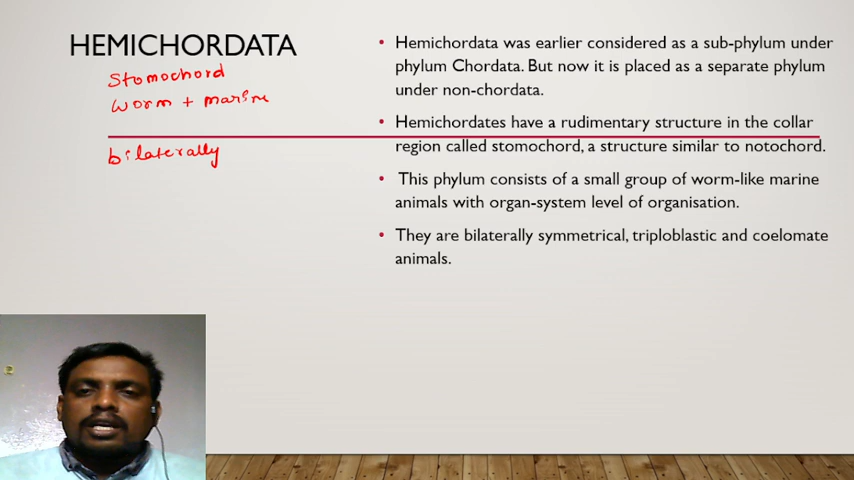 HEMICHORDATA
Stomochord
Worm + marine
bilaterally
• Hemichordata was earlier considered as a sub-phylum under
phylum Chordata. But now it is placed as a separate phylum
under non-chordata.
• Hemichordates have a rudimentary structure in the collar
region called stomochord, a structure similar to notochord.
• This phylum consists of a small group of worm-like marine
animals with organ-system level of organisation.
• They are bilaterally symmetrical, triploblastic and coelomate
animals.